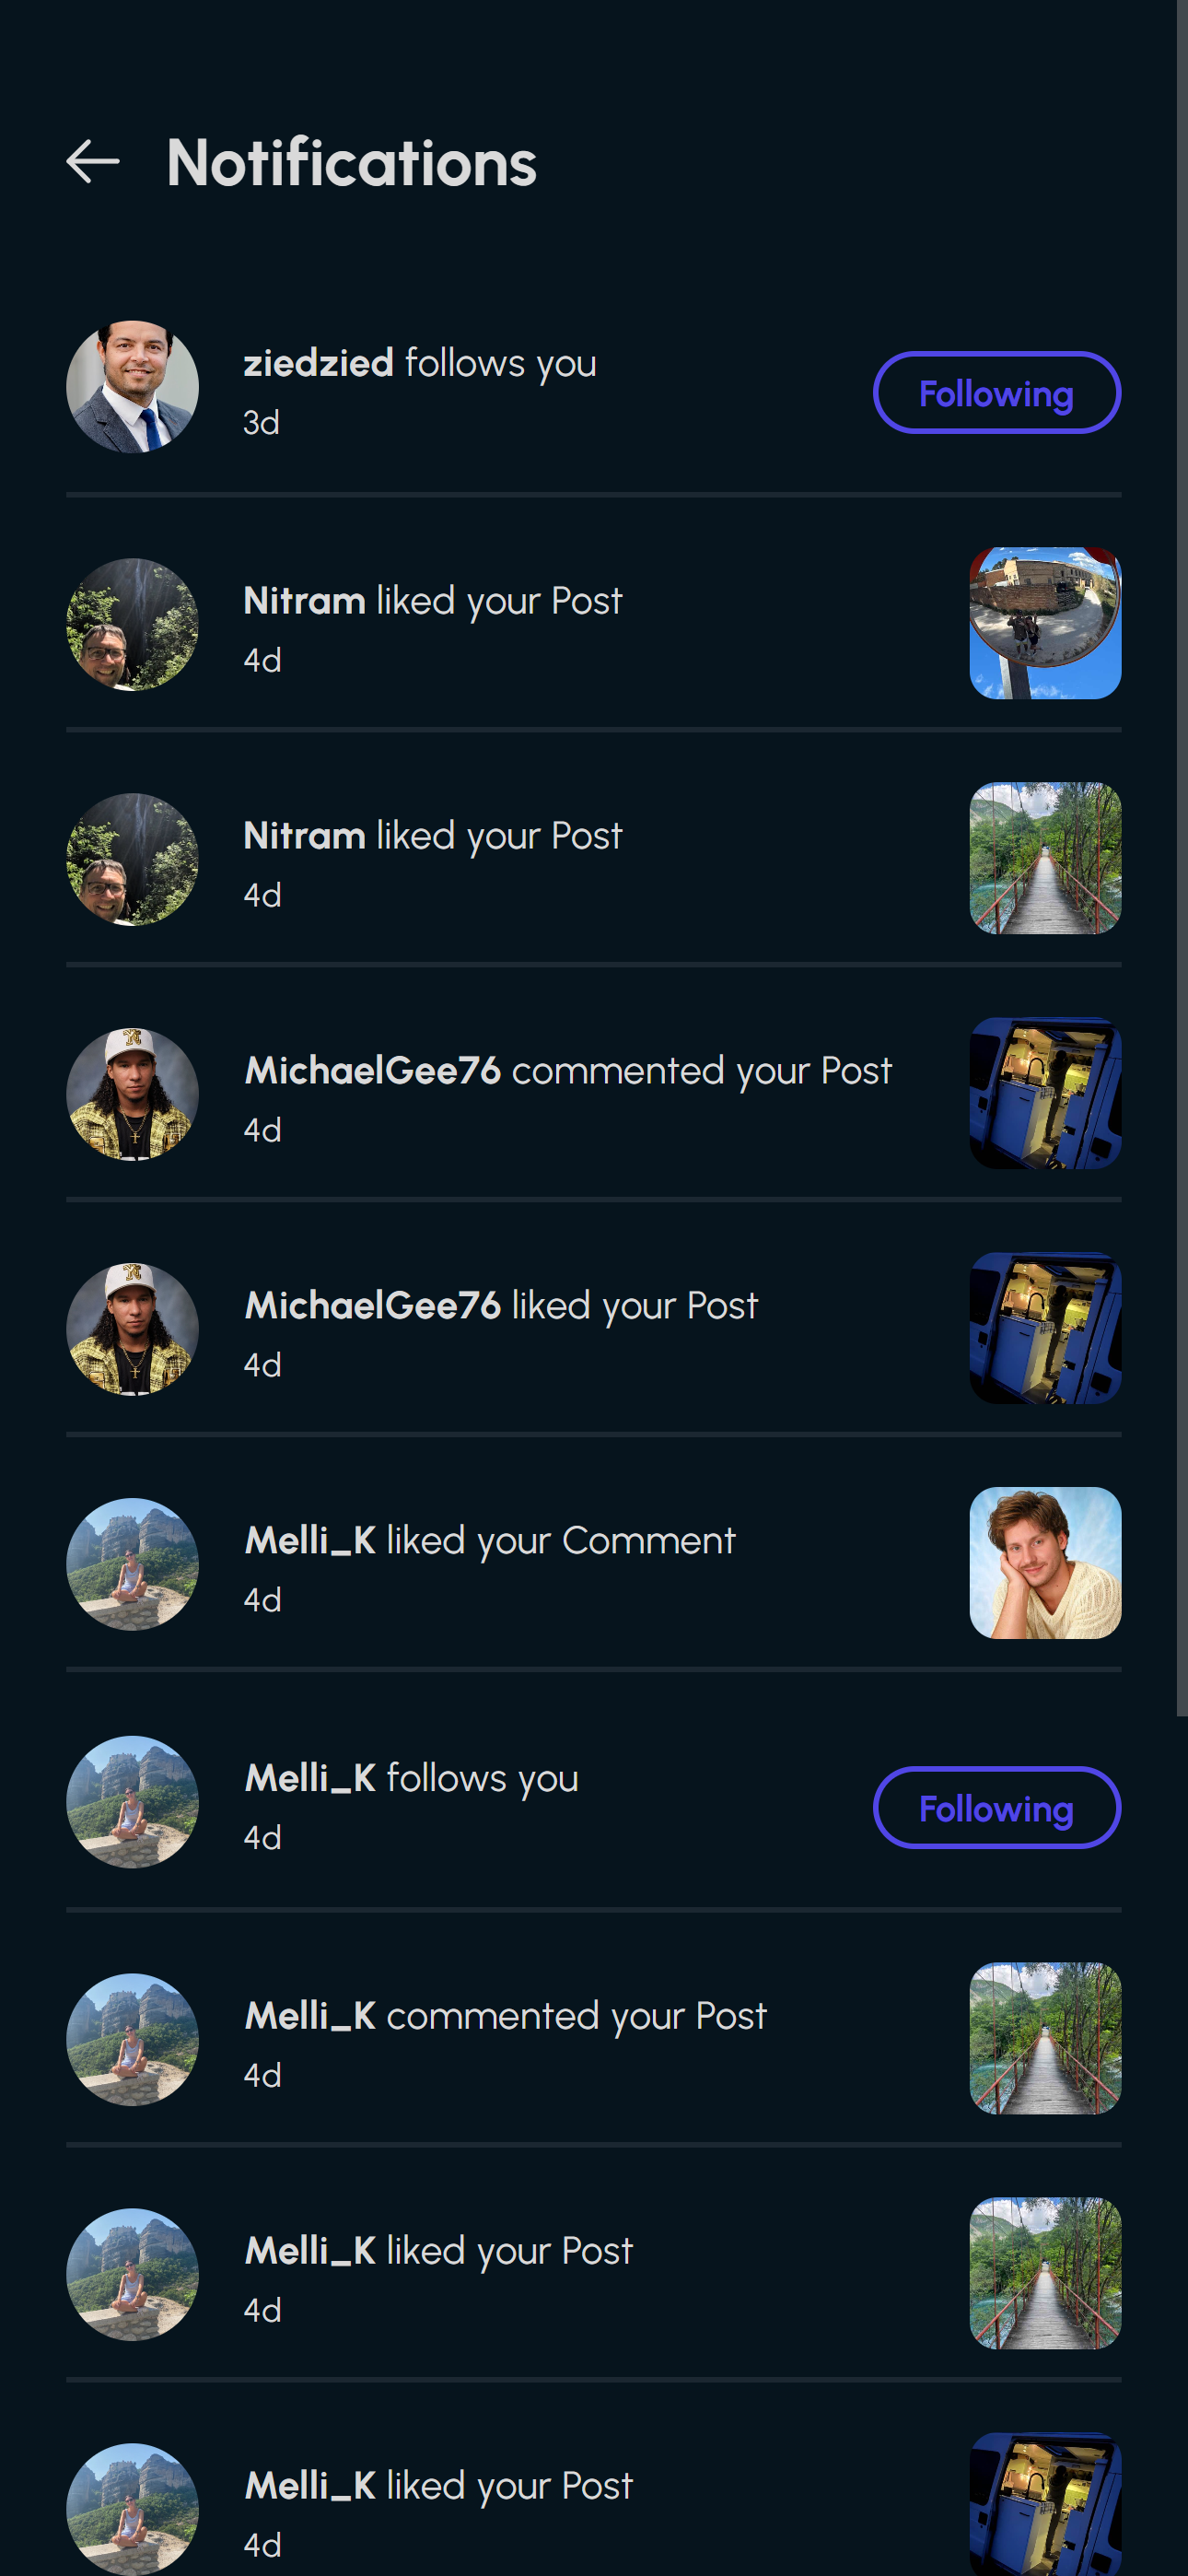 Notifications
ziedzied follows you
3d
Following
Nitram liked your Post
4d
Nitram liked your Post
4d
MichaelGee76 commented your Post
4d
MichaelGee76 liked your Post
4d
Melli_K liked your Comment
4d
Melli_K follows you
4d
Following
Melli_K commented your Post
4d
Melli_K liked your Post
4d
Melli_K liked your Post
4d